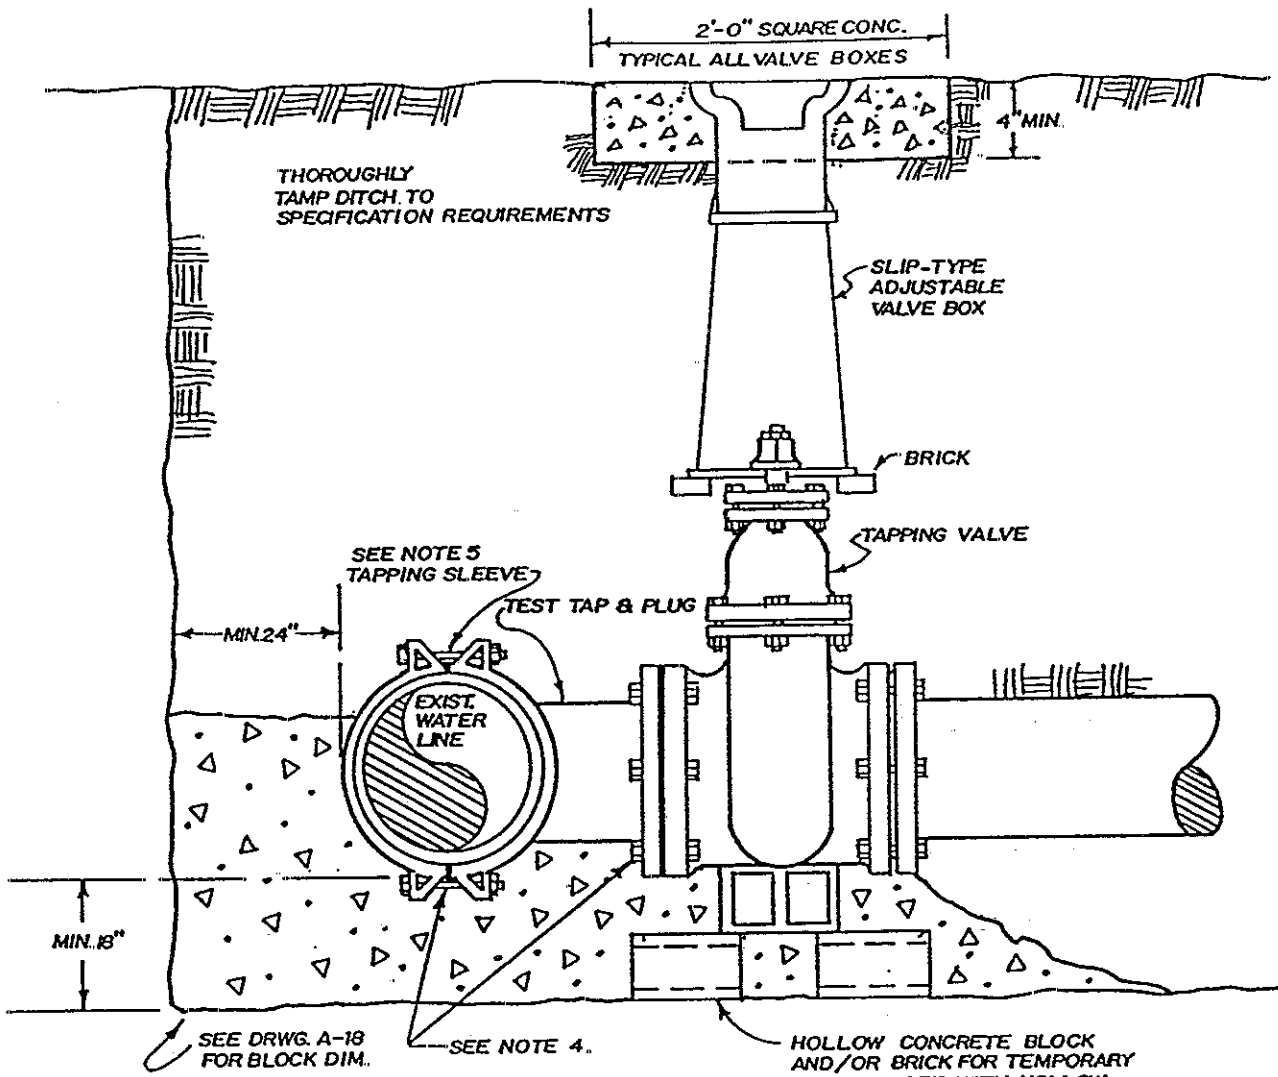 2'-0" SQUARE CONC.
TYPICAL ALL VALVE BOXES
4" MIN.
THOROUGHLY
TAMP DITCH. TO
SPECIFICATION REQUIREMENTS
SLIP-TYPE
ADJUSTABLE
VALVE BOX
BRICK
TAPPING VALVE
SEE NOTE 5
TAPPING SLEEVE
TEST TAP & PLUG
MIN. 24"
EXIST.
WATER
LINE
MIN. 18"
SEE DRWG. A-18
FOR BLOCK DIM.
SEE NOTE 4.
HOLLOW CONCRETE BLOCK
AND/OR BRICK FOR TEMPORARY
WITH HOLLOW